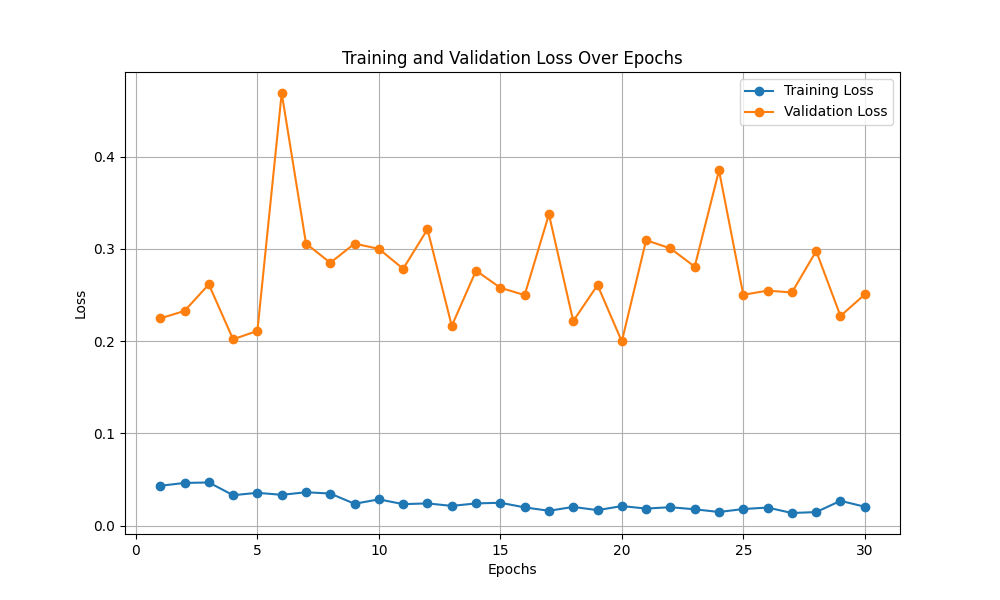 Training and Validation Loss Over Epochs
Training Loss
Validation Loss
Loss
0.4
0.3
0.2
0.1
0.0
0 5 10 15 20 25 30
Epochs